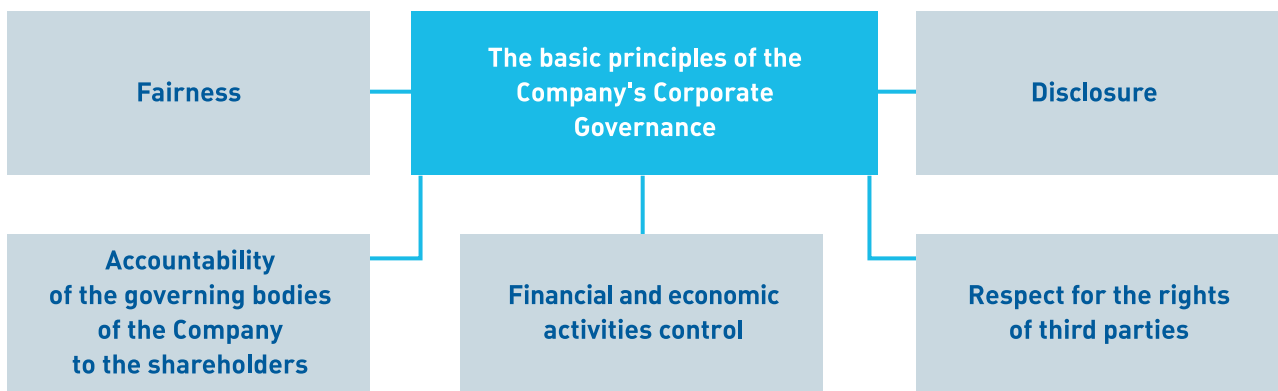 Fairness
The basic principles of the
Company's Corporate
Governance
Disclosure
Accountability
of the governing bodies
of the Company
to the shareholders
Financial and economic
activities control
Respect for the rights
of third parties